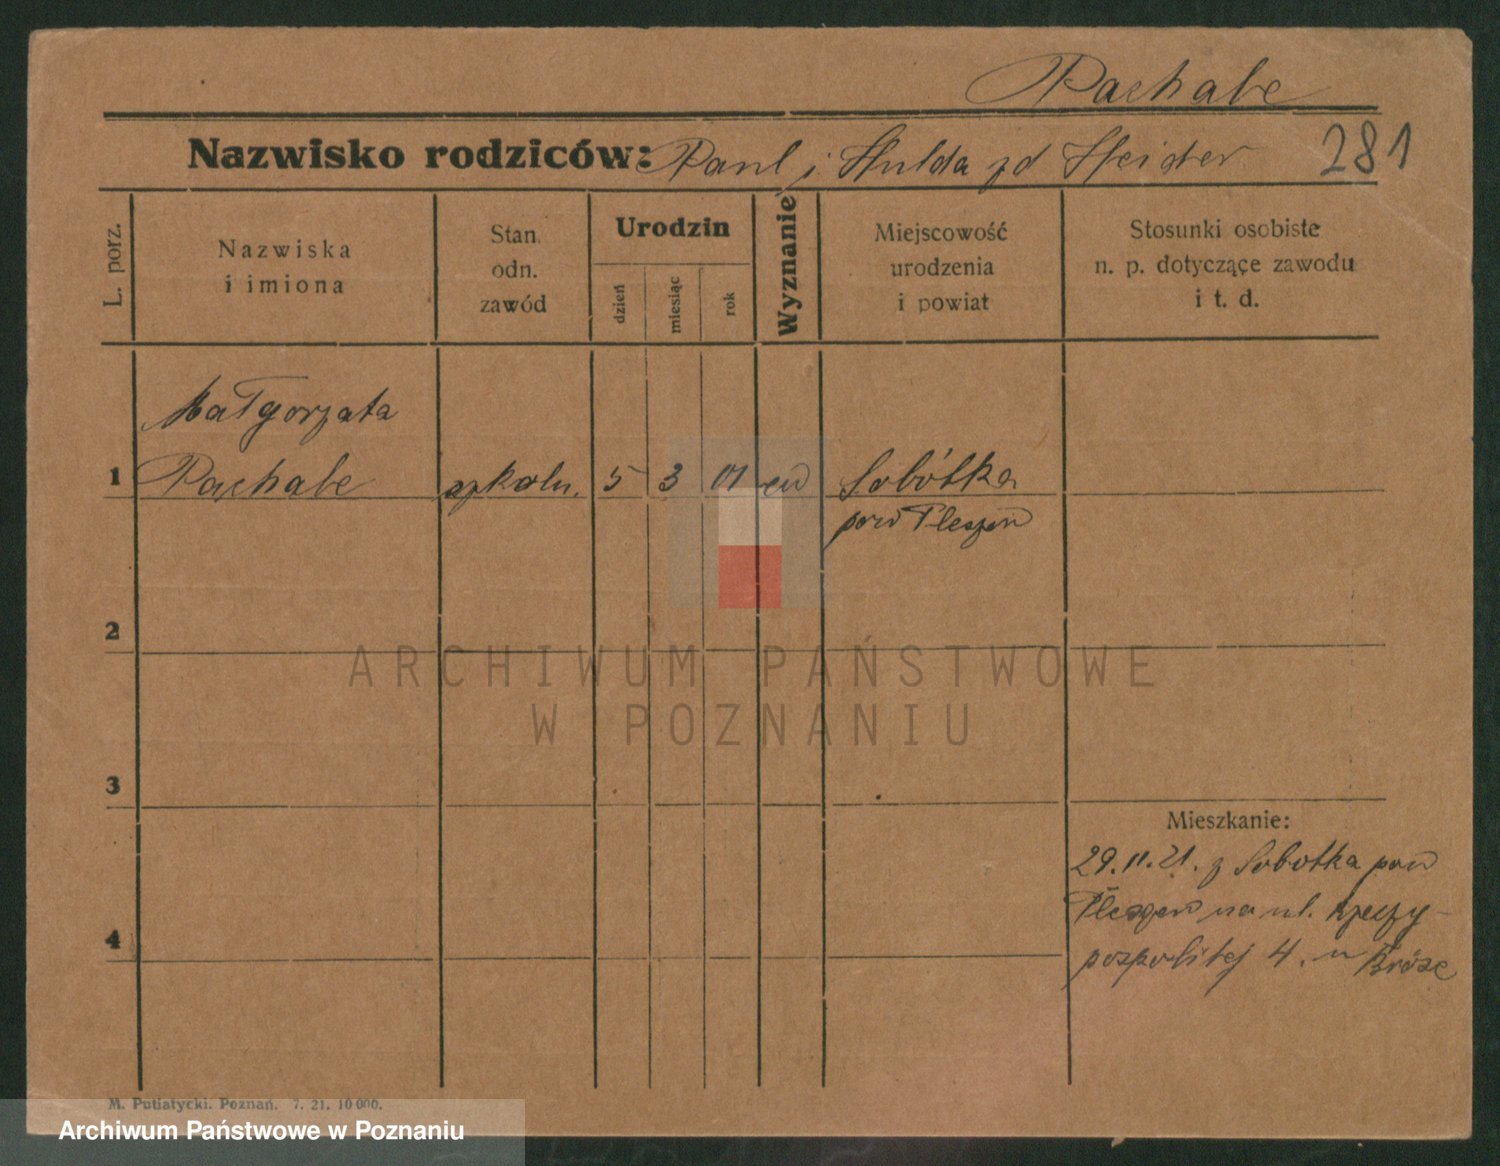 Pachale
Nazwisko rodziców: Paul i Hulda zd Heider
281
L. porz.
Nazwiska
i imiona
Stan.
odn.
zawód
Urodzin
dzień
miesiąc
rok
Wyznanie
Miejscowość
urodzenia
i powiat
Stosunki osobiste
n. p. dotyczące zawodu
i t. d.
Małgorzata
1 Pachale szkoln. 5 3 01 ew Sobótka
pow Pleszew
2
ARCHIWUM PAŃSTWOWE
W POZNANIU
3
Mieszkanie:
29.11.21. z Sobotka pow
Pleszew na ul. Rzeczy-
4
pospolitej 4. u
M. Putiatycki. Poznań. 7. 21. 10 000.
Archiwum Państwowe w Poznaniu